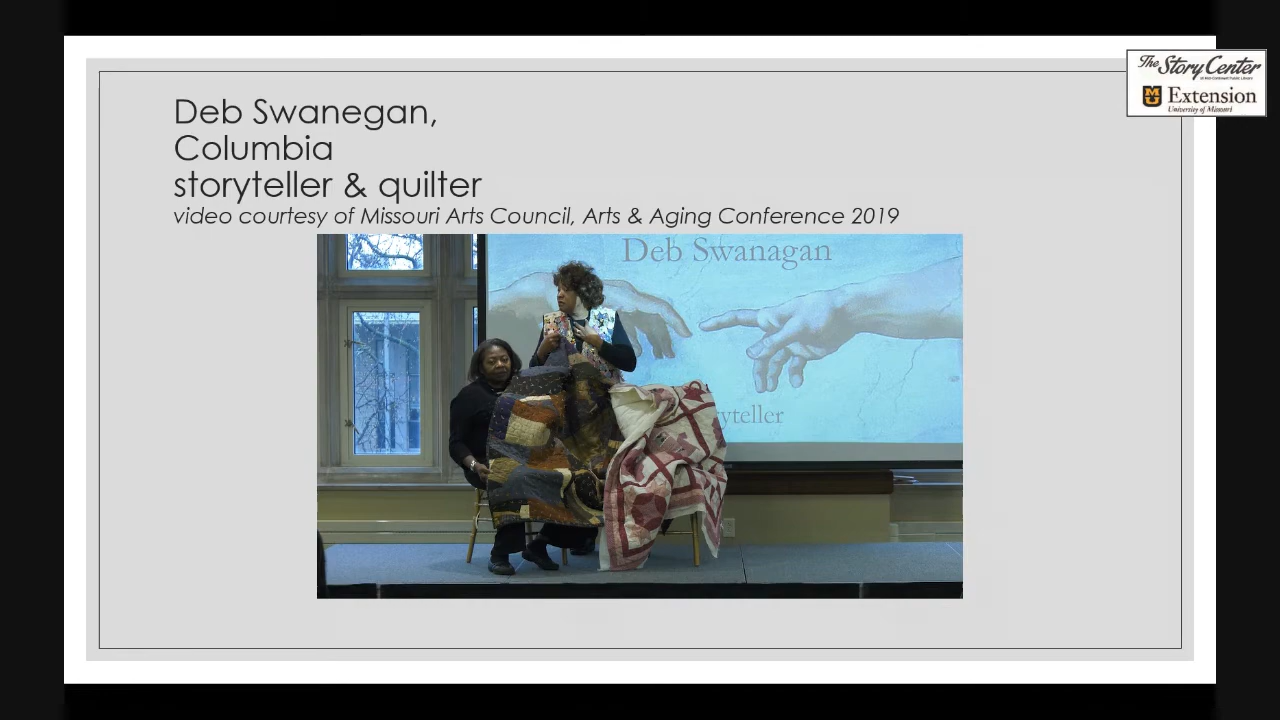 Deb Swanegan,
Columbia
storyteller & quilter
video courtesy of Missouri Arts Council, Arts & Aging Conference 2019
The Story Center
Extension
University of Missouri
Deb Swanagan
yteller